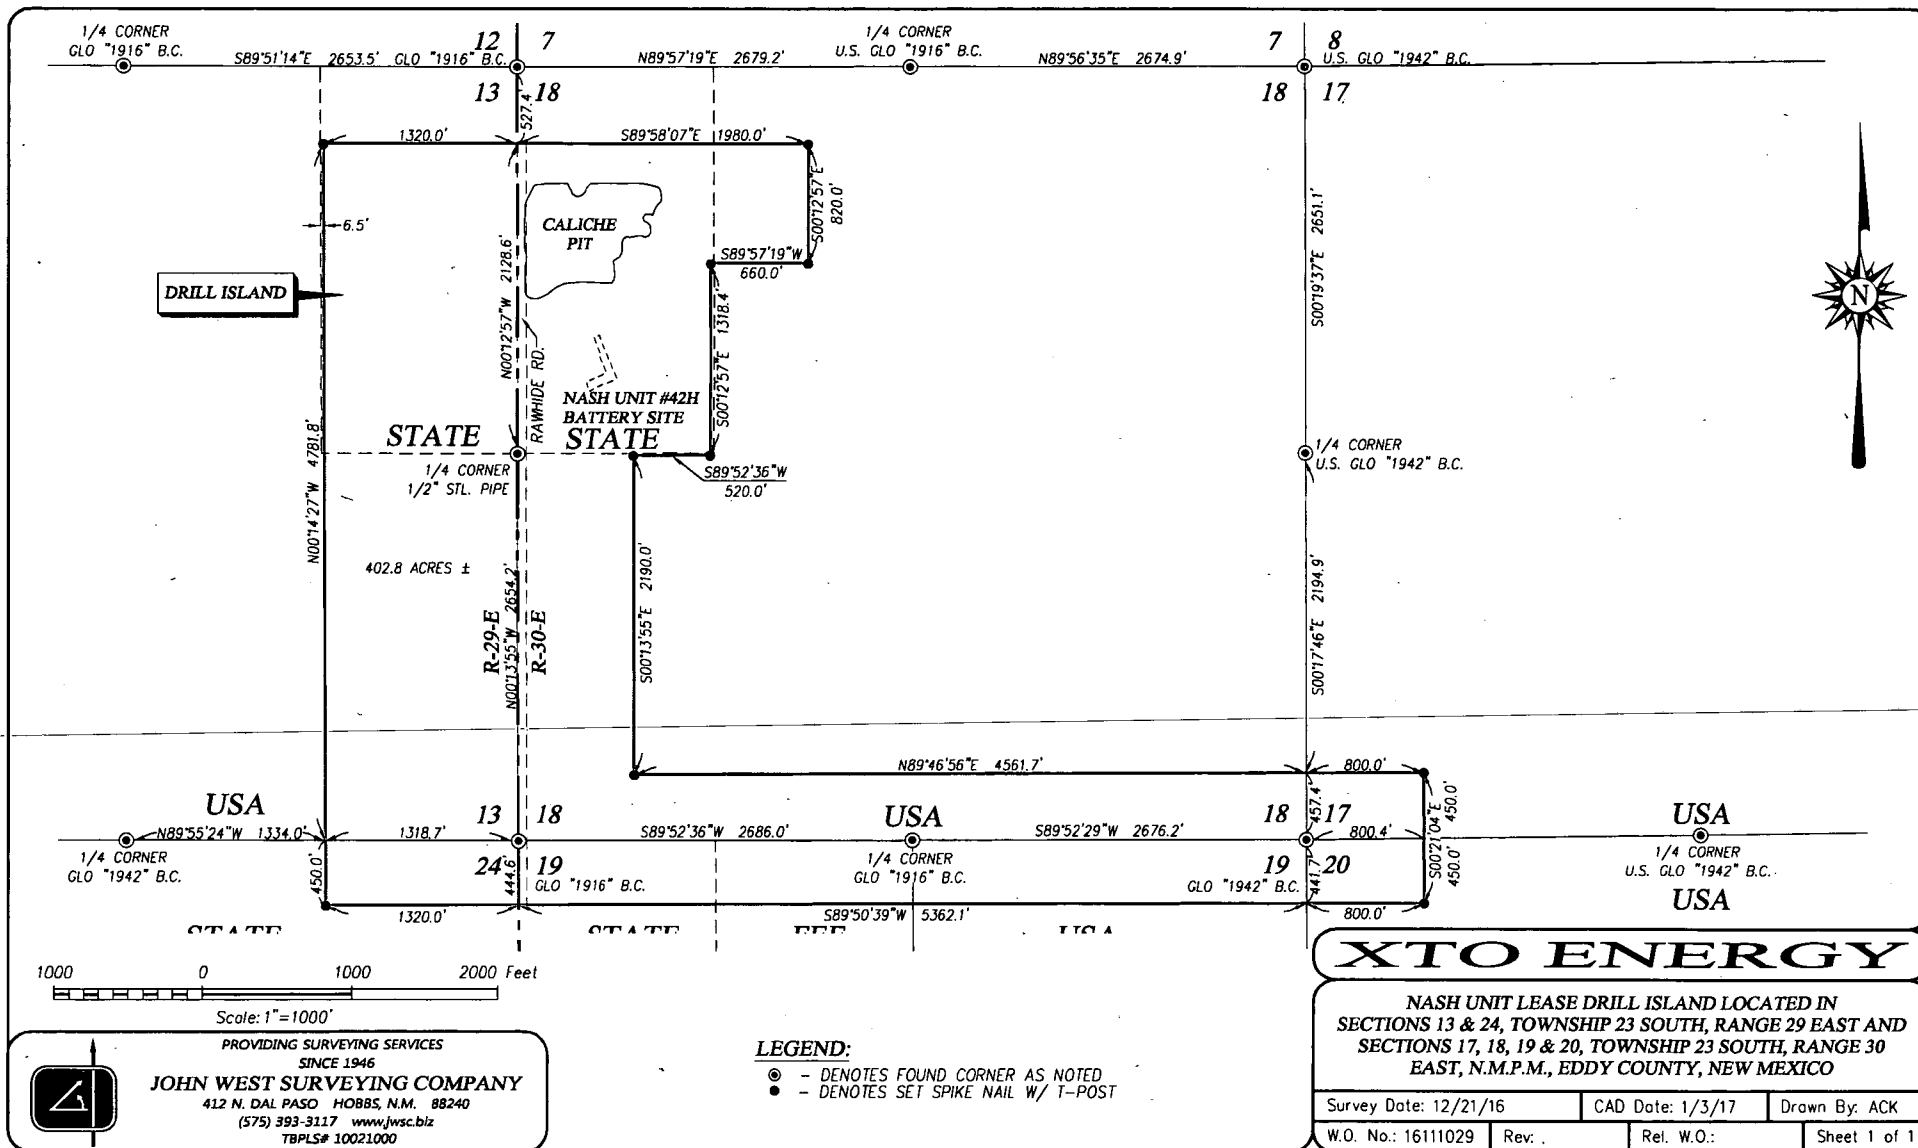 1/4 CORNER
GLO "1916" B.C.
S89°51'14"E 2653.5'
GLO "1916" B.C.
12
7
N89°57'19"E 2679.2'
1/4 CORNER
U.S. GLO "1916" B.C.
N89°56'35"E 2674.9'
7
8
U.S. GLO "1942" B.C.
13
18
18
17
527.4'
1320.0'
S89°58'07"E 1980.0'
S00°12'57"E
820.0'
6.5'
CALICHE
PIT
S89°57'19"W
660.0'
N00°12'57"W 2128.6'
S00°12'57"E 1318.4'
S00°19'37"E 2651.1'
DRILL ISLAND
N
RAWHIDE RD.
NASH UNIT #42H
BATTERY SITE
STATE
STATE
1/4 CORNER
1/2" STL. PIPE
S89°52'36"W
520.0'
1/4 CORNER
U.S. GLO "1942" B.C.
N00°14'27"W 4781.8'
402.8 ACRES ±
R-29-E
N00°13'55"W 2654.2'
R-30-E
S00°13'55"E 2190.0'
S00°17'46"E 2194.9'
N89°46'56"E 4561.7'
800.0'
USA
13
18
USA
18
17
457.4'
S00°21'04"E
450.0'
450.0'
USA
N89°55'24"W 1334.0'
1318.7'
S89°52'36"W 2686.0'
S89°52'29"W 2676.2'
800.4'
1/4 CORNER
GLO "1942" B.C.
450.0'
24
444.6'
19
GLO "1916" B.C.
1/4 CORNER
GLO "1916" B.C.
19
GLO "1942" B.C.
441.7'
20
1/4 CORNER
U.S. GLO "1942" B.C.
USA
1320.0'
S89°50'39"W 5362.1'
800.0'
STATE
STATE
FEE
USA
1000 0 1000 2000 Feet
Scale: 1"=1000'
PROVIDING SURVEYING SERVICES
SINCE 1946
JOHN WEST SURVEYING COMPANY
412 N. DAL PASO HOBBS, N.M. 88240
(575) 393-3117 www.jwsc.biz
TBPLS# 10021000
LEGEND:
- DENOTES FOUND CORNER AS NOTED
- DENOTES SET SPIKE NAIL W/ T-POST
XTO ENERGY
NASH UNIT LEASE DRILL ISLAND LOCATED IN
SECTIONS 13 & 24, TOWNSHIP 23 SOUTH, RANGE 29 EAST AND
SECTIONS 17, 18, 19 & 20, TOWNSHIP 23 SOUTH, RANGE 30
EAST, N.M.P.M., EDDY COUNTY, NEW MEXICO
Survey Date: 12/21/16
CAD Date: 1/3/17
Drawn By: ACK
W.O. No.: 16111029
Rev: .
Rel. W.O.:
Sheet 1 of 1